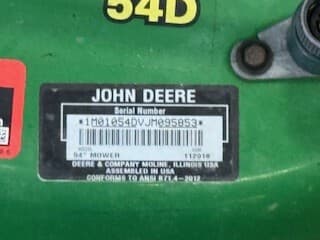 54D
JOHN DEERE
Serial Number
*1M01054DVJM095853*
54" MOWER 112018
DEERE & COMPANY MOLINE, ILLINOIS USA
ASSEMBLED IN USA
CONFORMS TO ANSI B71.4-2012